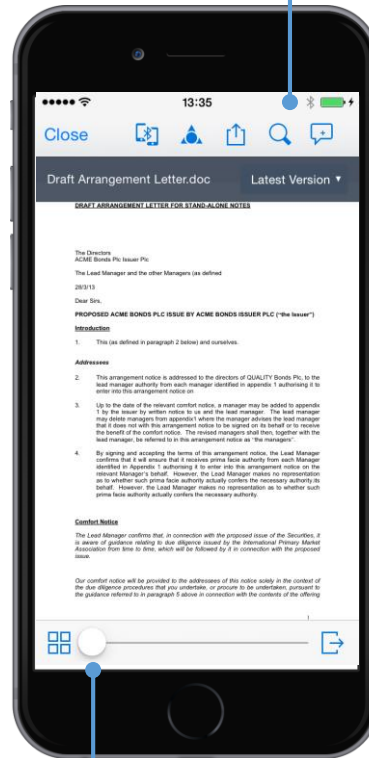 13:35
Close
Draft Arrangement Letter.doc Latest Version
DRAFT ARRANGEMENT LETTER FOR STAND-ALONE NOTES
The Directors
ACME Bonds Plc Issuer Plc
The Lead Manager and the other Managers (as defined
28/3/13
Dear Sirs,
PROPOSED ACME BONDS PLC ISSUE BY ACME BONDS ISSUER PLC ("the Issuer")
Introduction
1. This (as defined in paragraph 2 below) and ourselves.
Addressees
2. This arrangement notice is addressed to the directors of QUALITY Bonds Plc, to the
lead manager authority from each manager identified in appendix 1 authorising it to
enter into this arrangement notice on
3. Up to the date of the relevant comfort notice, a manager may be added to appendix
1 by the issuer by written notice to us and the lead manager. The lead manager
may delete managers from appendix1 where the manager advises the lead manager
that it does not with this arrangement notice to be signed on its behalf or to receive
the benefit of the comfort notice. The revised managers shall then, together with the
lead manager, be referred to in this arrangement notice as "the managers".
4. By signing and accepting the terms of this arrangement notice, the Lead Manager
confirms that it will ensure that it receives prima facie authority from each Manager
identified in Appendix 1 authorising it to enter into this arrangement notice on the
relevant Manager's behalf. However, the Lead Manager makes no representation
as to whether such prima facie authority actually confers the necessary authority.its
behalf. However, the Lead Manager makes no representation as to whether such
prima facie authority actually confers the necessary authority.
Comfort Notice
The Lead Manager confirms that, in connection with the proposed issue of the Securities, it
is aware of guidance relating to due diligence issued by the International Primary Market
Association from time to time, which will be followed by it in connection with the proposed
issue.
Our comfort notice will be provided to the addressees of this notice solely in the context of
the due diligence procedures that you undertake, or procure to be undertaken, pursuant to
the guidance referred to in paragraph 5 above in connection with the contents of the offering
1